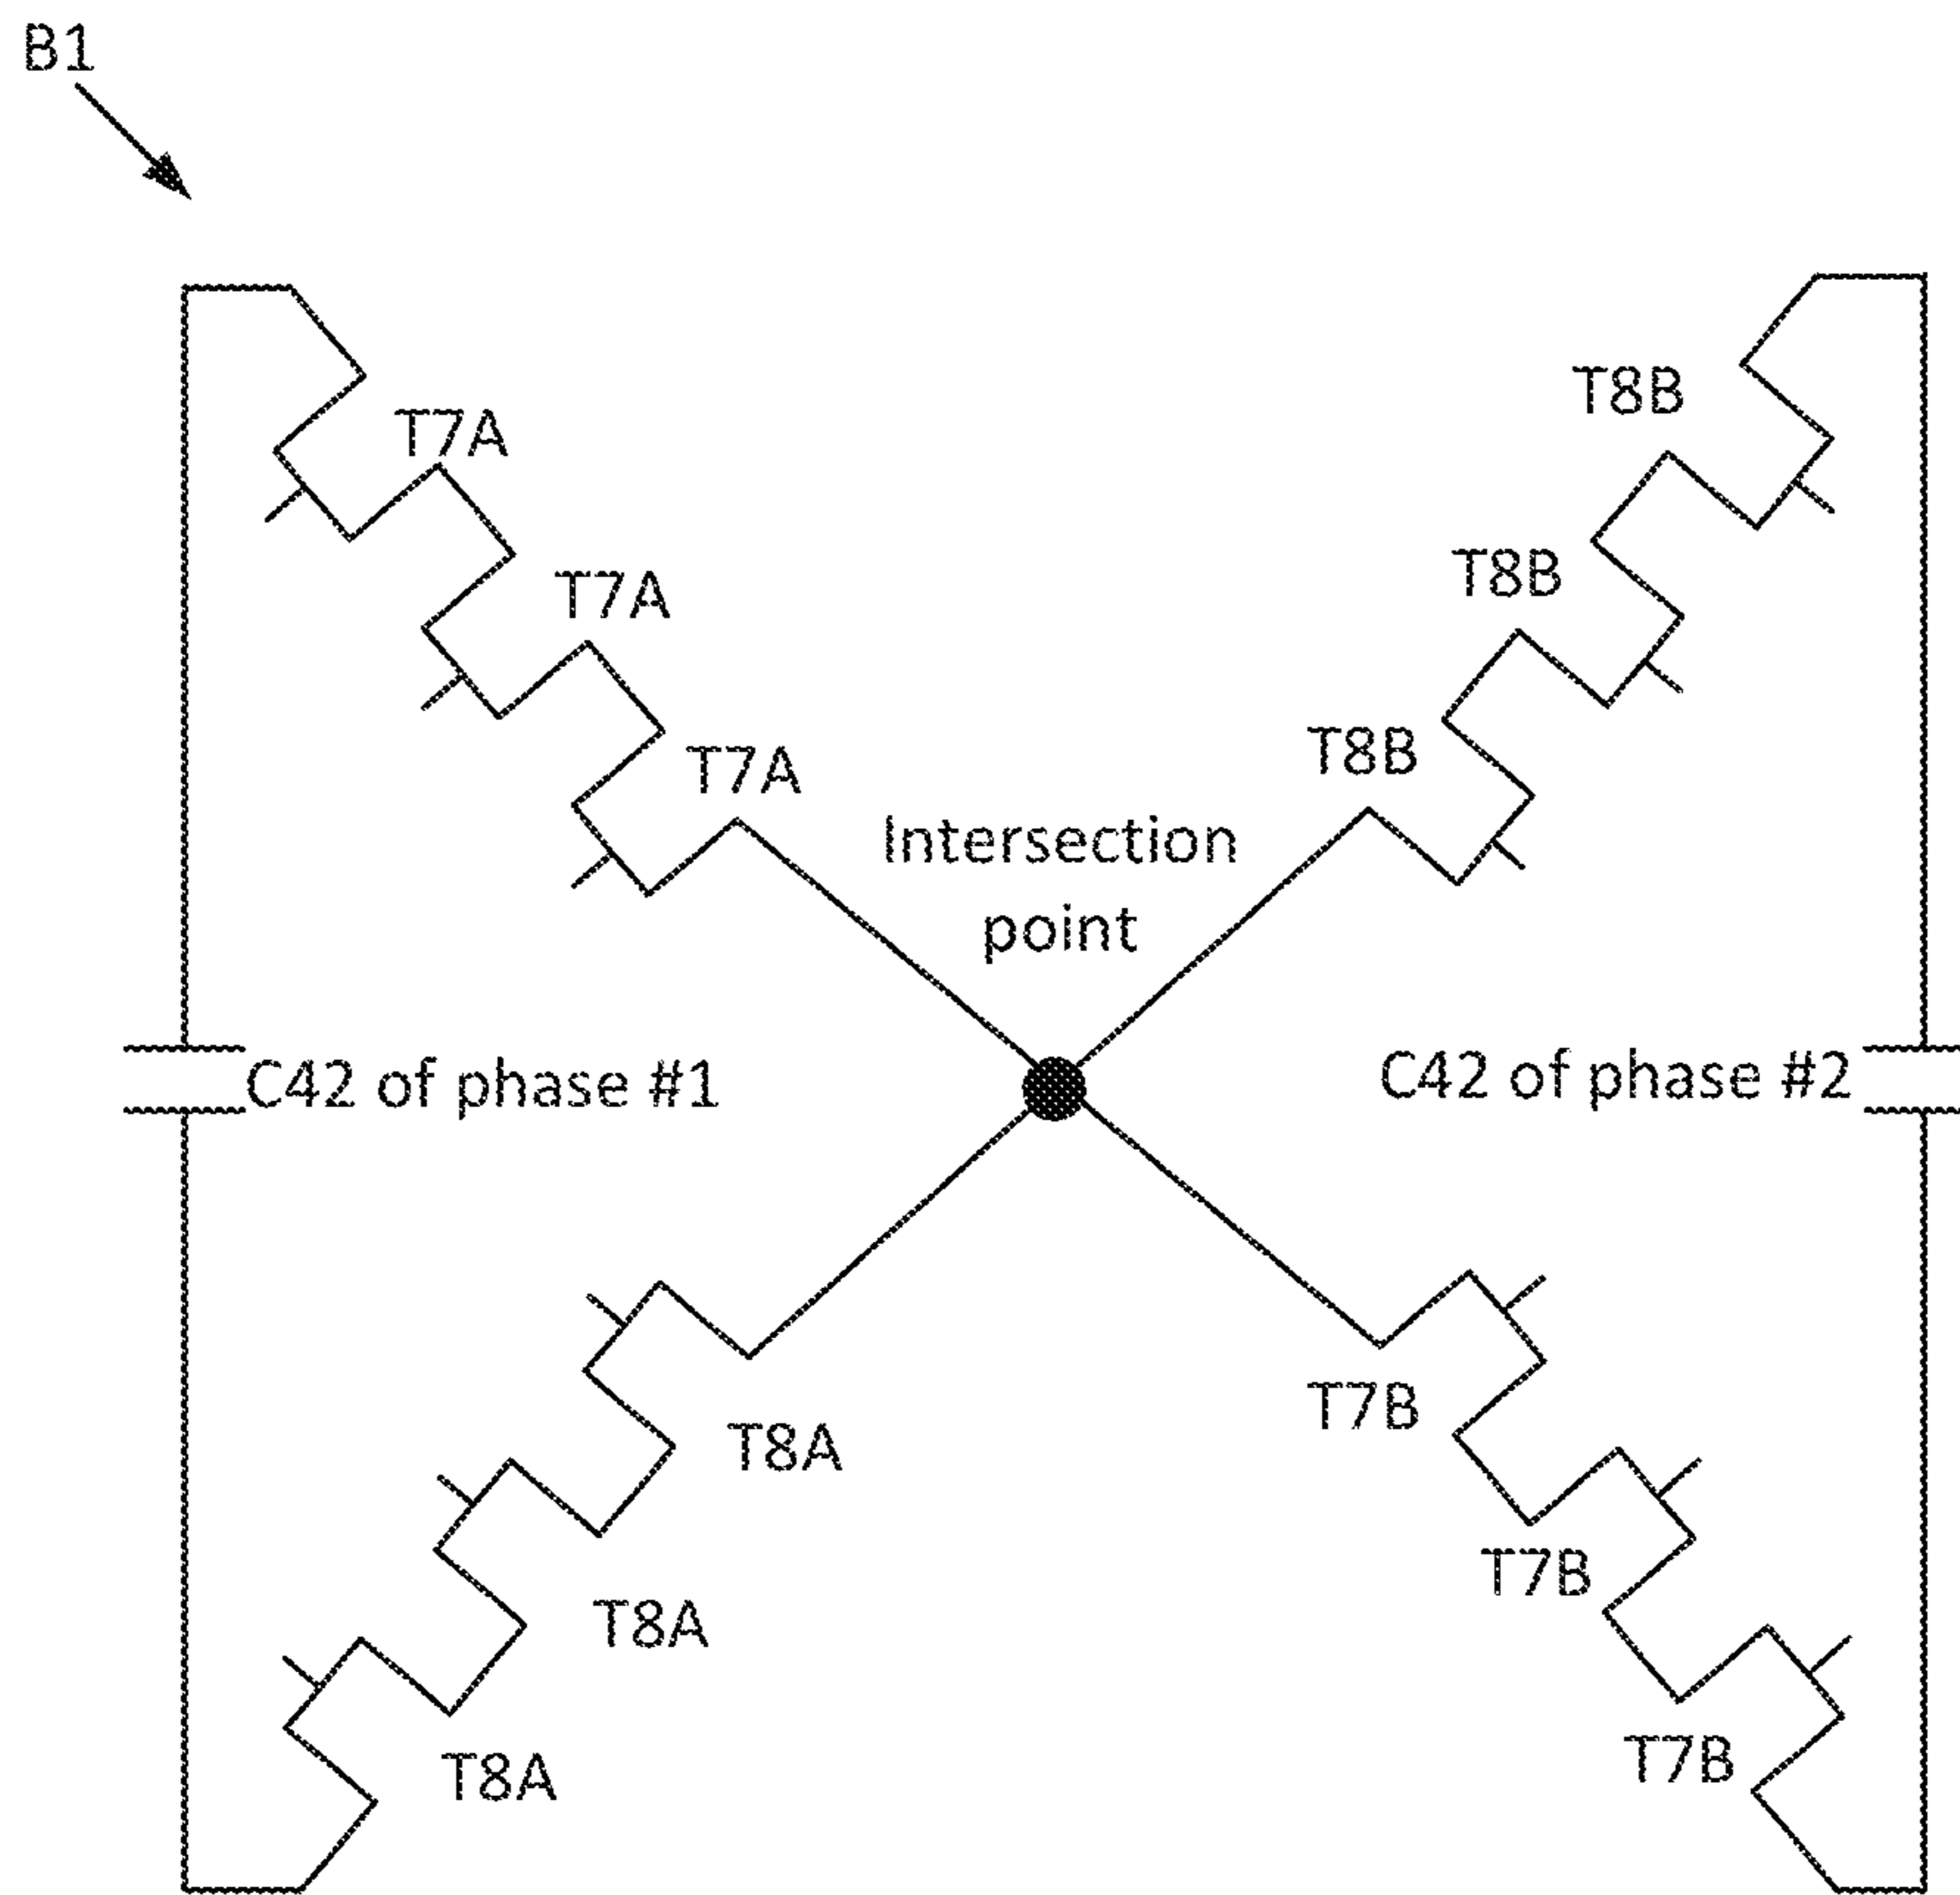 B1
T7A
T8B
T7A
T8B
T7A
T8B
Intersection
point
C42 of phase #1
C42 of phase #2
T8A
T7B
T8A
T7B
T8A
T7B